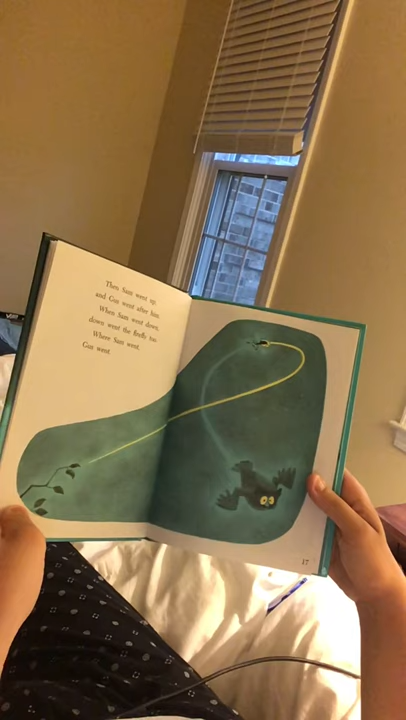 Then Sam went up,
and Gus went after him.
When Sam went down,
down went the firefly too.
Where Sam went,
Gus went.
17